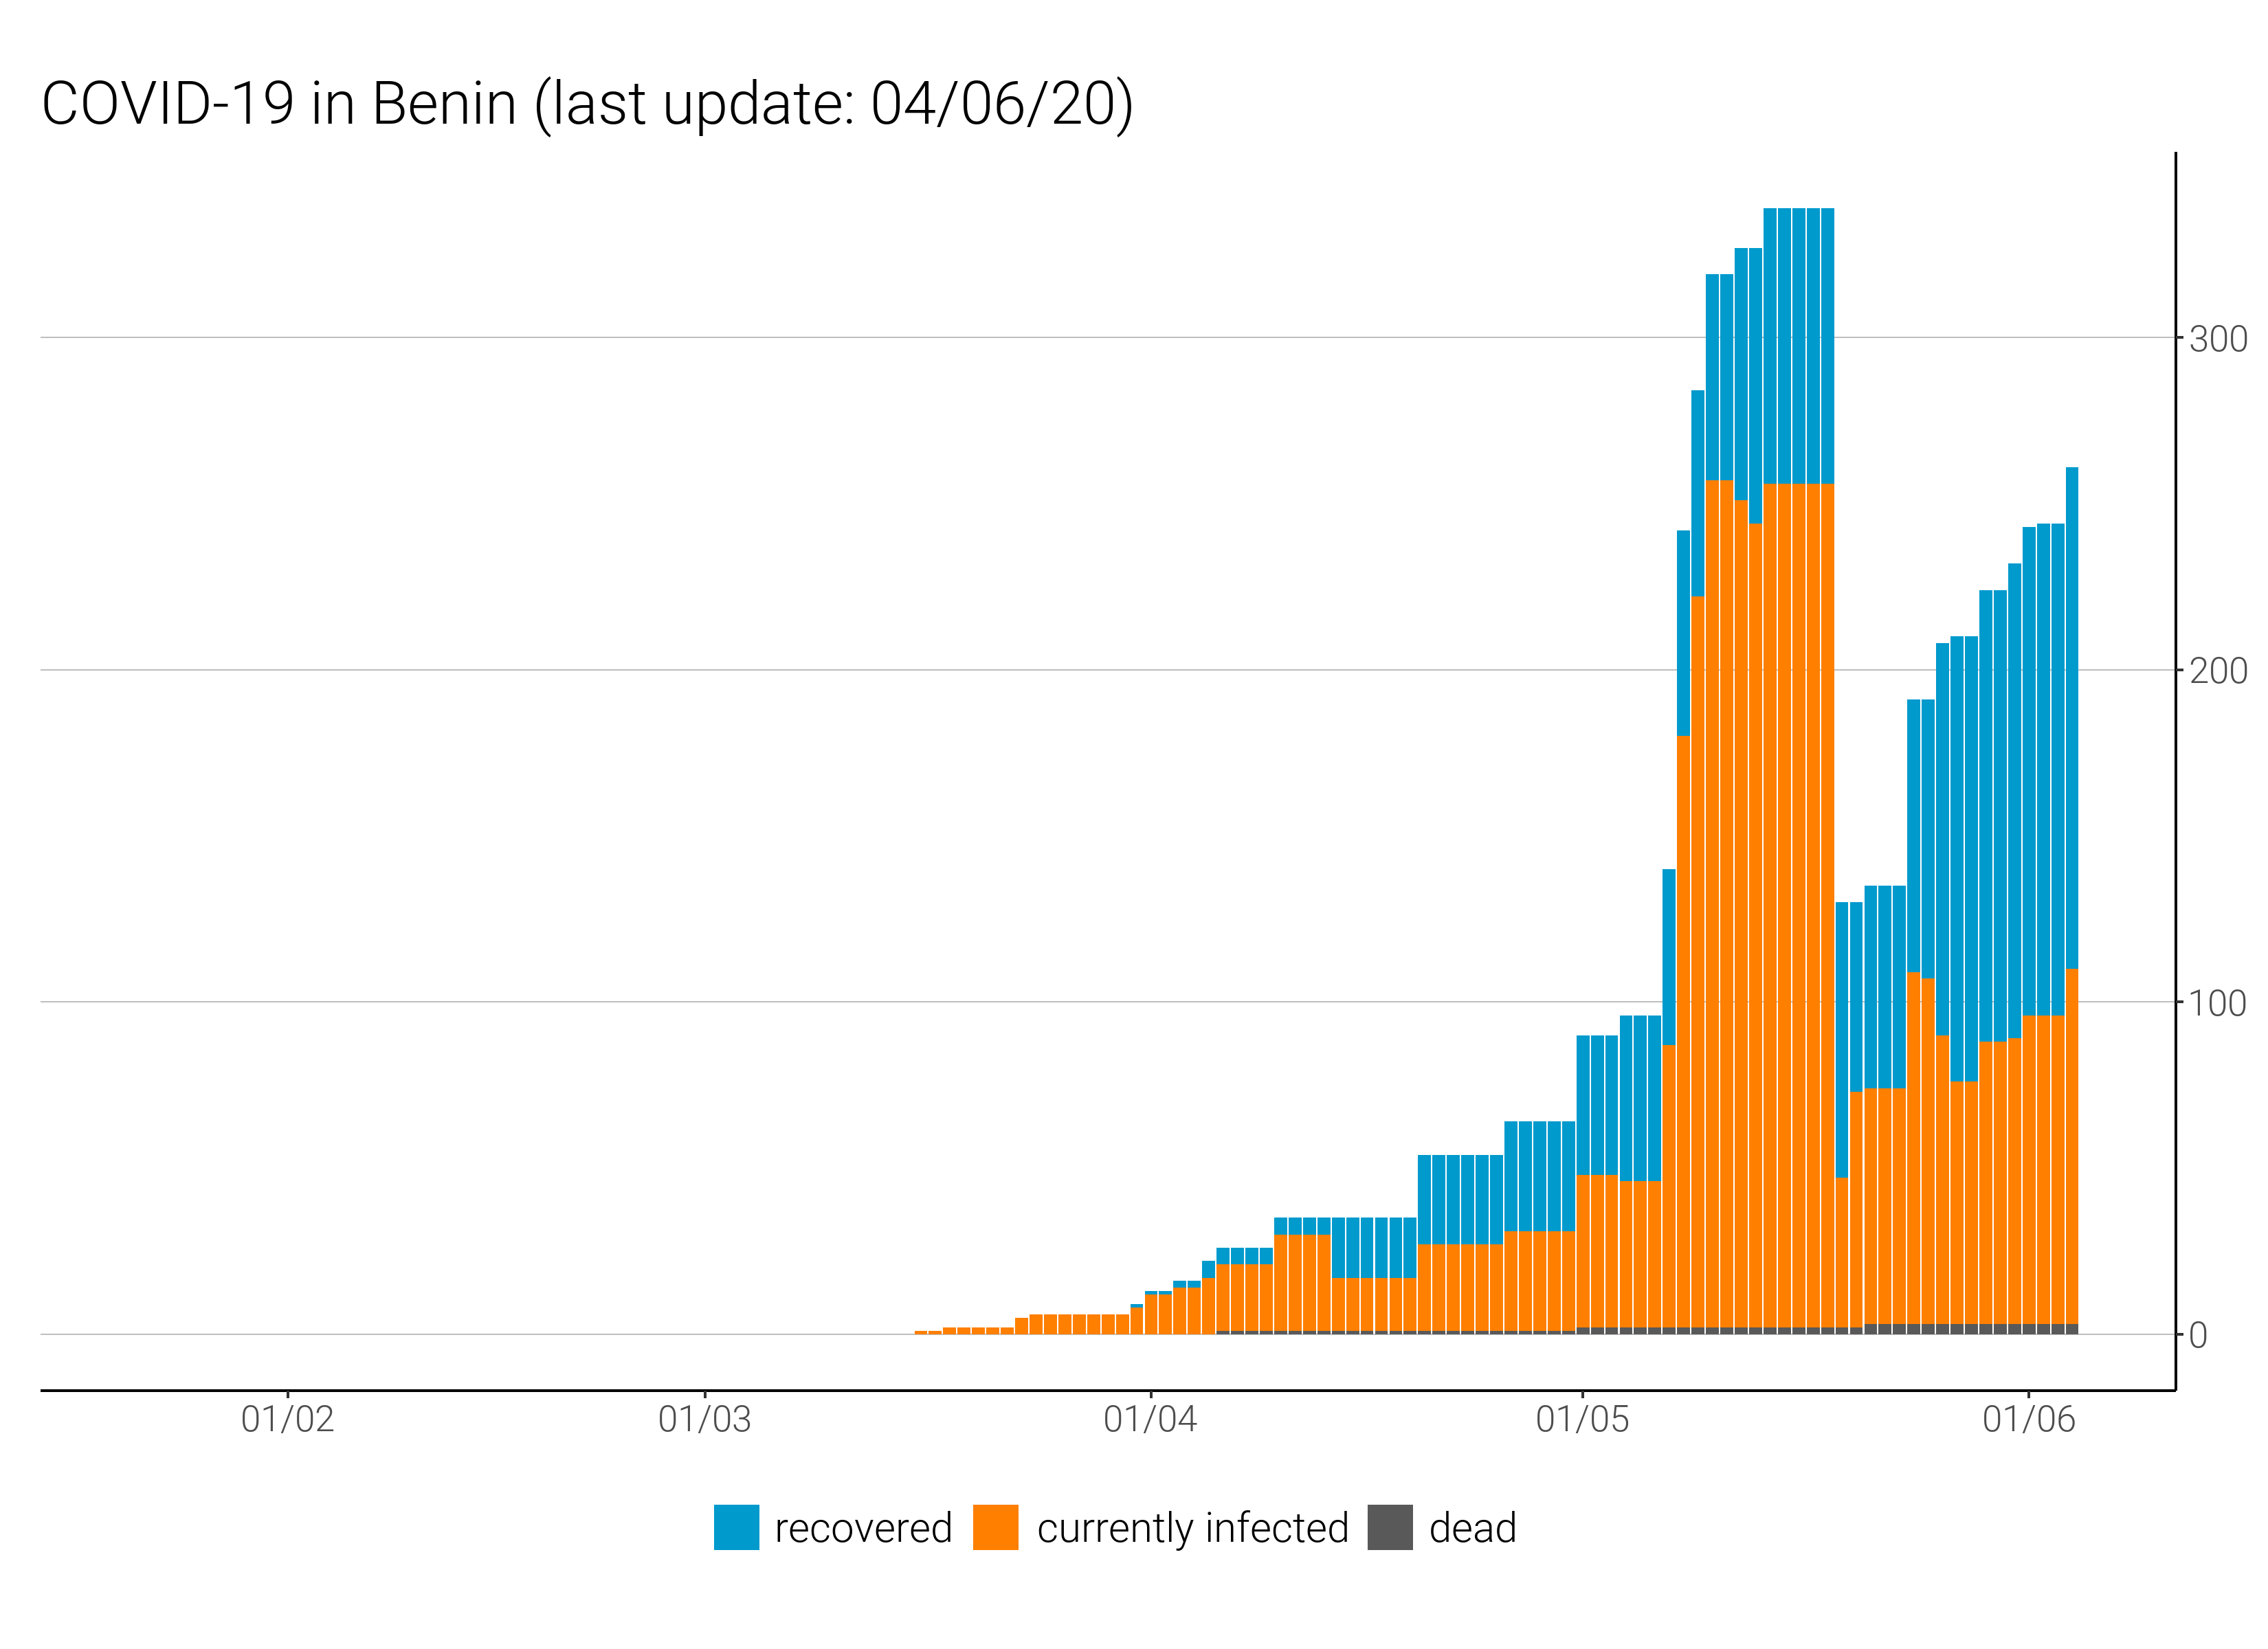 COVID-19 in Benin (last update: 04/06/20)
300
200
100
0
01/02 01/03 01/04 01/05 01/06
recovered currently infected dead